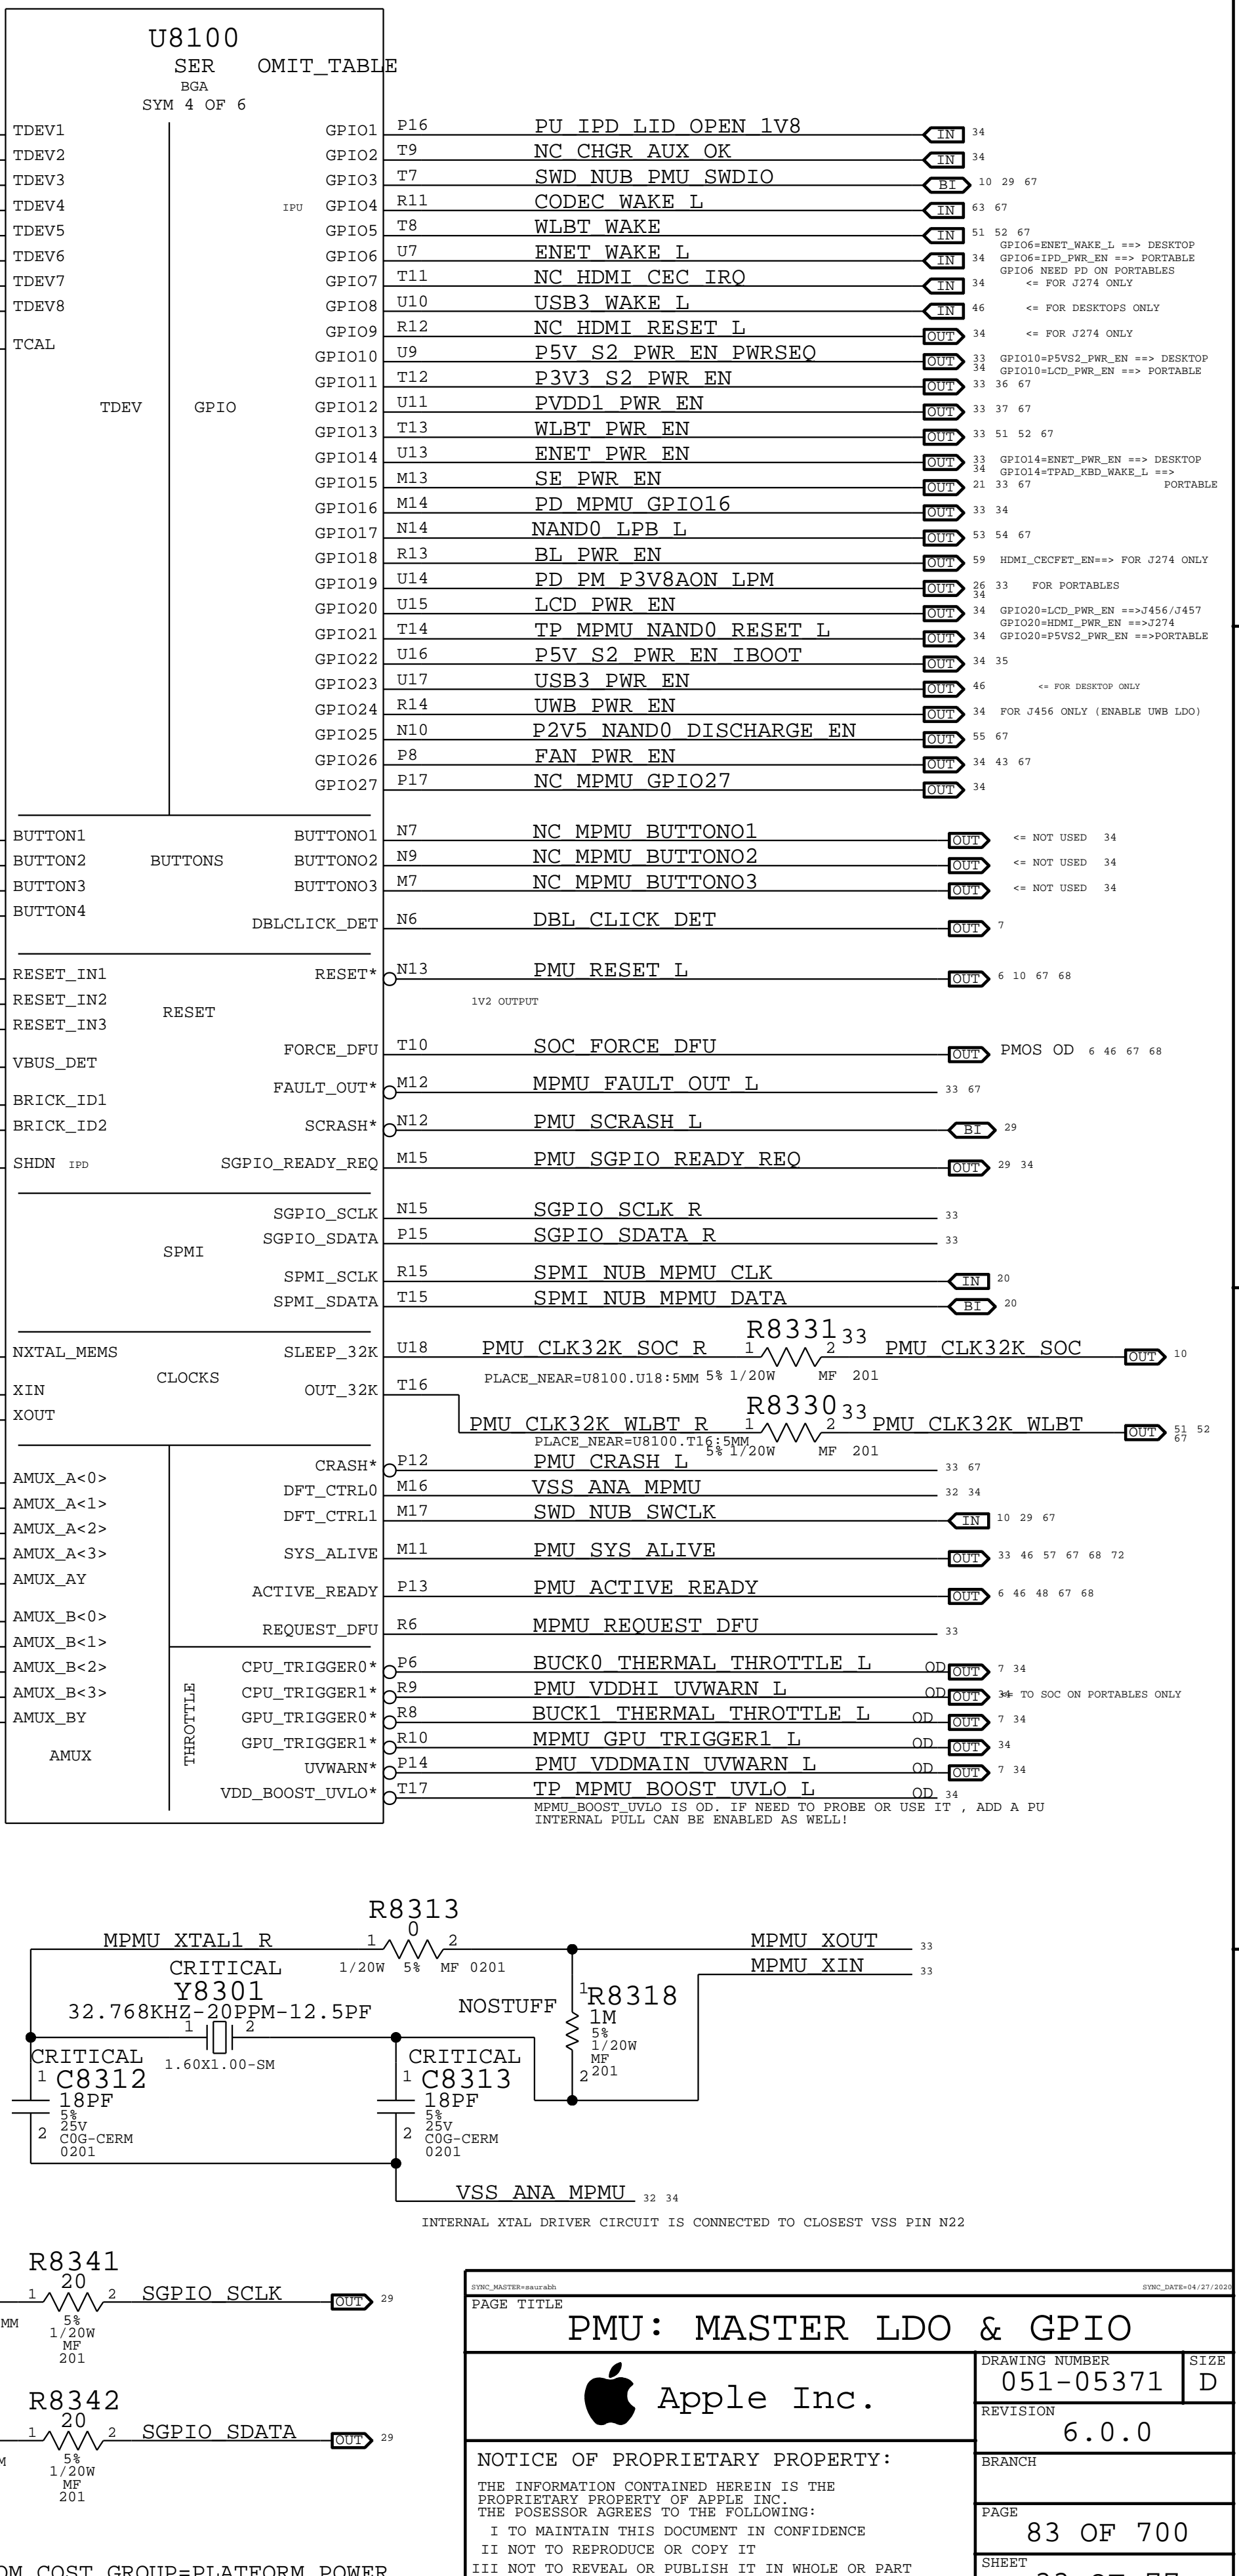 U8100
SER OMIT_TABLE
BGA
SYM 4 OF 6
TDEV1 GPIO1 P16 PU_IPD_LID_OPEN_1V8 IN 34
TDEV2 GPIO2 T9 NC_CHGR_AUX_OK IN 34
TDEV3 GPIO3 T7 SWD_NUB_PMU_SWDIO BI 10 29 67
TDEV4 IPU GPIO4 R11 CODEC_WAKE_L IN 63 67
TDEV5 GPIO5 T8 WLBT_WAKE IN 51 52 67
GPIO6=ENET_WAKE_L ==> DESKTOP
TDEV6 GPIO6 U7 ENET_WAKE_L IN 34 GPIO6=IPD_PWR_EN ==> PORTABLE
GPIO6 NEED PD ON PORTABLES
TDEV7 GPIO7 T11 NC_HDMI_CEC_IRQ IN 34 <= FOR J274 ONLY
TDEV8 GPIO8 U10 USB3_WAKE_L IN 46 <= FOR DESKTOPS ONLY
TCAL GPIO9 R12 NC_HDMI_RESET_L OUT 34 <= FOR J274 ONLY
GPIO10 U9 P5V_S2_PWR_EN_PWRSEQ OUT 33 34 GPIO10=P5VS2_PWR_EN ==> DESKTOP
GPIO10=LCD_PWR_EN ==> PORTABLE
GPIO11 T12 P3V3_S2_PWR_EN OUT 33 36 67
TDEV GPIO GPIO12 U11 PVDD1_PWR_EN OUT 33 37 67
GPIO13 T13 WLBT_PWR_EN OUT 33 51 52 67
GPIO14 U13 ENET_PWR_EN OUT 33 34 GPIO14=ENET_PWR_EN ==> DESKTOP
GPIO14=TPAD_KBD_WAKE_L ==>
PORTABLE
GPIO15 M13 SE_PWR_EN OUT 21 33 67
GPIO16 M14 PD_MPMU_GPIO16 OUT 33 34
GPIO17 N14 NAND0_LPB_L OUT 53 54 67
GPIO18 R13 BL_PWR_EN OUT 59 HDMI_CECFET_EN==> FOR J274 ONLY
GPIO19 U14 PD_PM_P3V8AON_LPM OUT 26 33 34 FOR PORTABLES
GPIO20 U15 LCD_PWR_EN OUT 34 GPIO20=LCD_PWR_EN ==>J456/J457
GPIO20=HDMI_PWR_EN ==>J274
GPIO21 T14 TP_MPMU_NAND0_RESET_L OUT 34 GPIO20=P5VS2_PWR_EN ==>PORTABLE
GPIO22 U16 P5V_S2_PWR_EN_IBOOT OUT 34 35
GPIO23 U17 USB3_PWR_EN OUT 46 <= FOR DESKTOP ONLY
GPIO24 R14 UWB_PWR_EN OUT 34 FOR J456 ONLY (ENABLE UWB LDO)
GPIO25 N10 P2V5_NAND0_DISCHARGE_EN OUT 55 67
GPIO26 P8 FAN_PWR_EN OUT 34 43 67
GPIO27 P17 NC_MPMU_GPIO27 OUT 34
BUTTON1 BUTTONO1 N7 NC_MPMU_BUTTONO1 OUT <= NOT USED 34
BUTTON2 BUTTONS BUTTONO2 N9 NC_MPMU_BUTTONO2 OUT <= NOT USED 34
BUTTON3 BUTTONO3 M7 NC_MPMU_BUTTONO3 OUT <= NOT USED 34
BUTTON4
DBLCLICK_DET N6 DBL_CLICK_DET OUT 7
RESET_IN1 RESET* N13 PMU_RESET_L OUT 6 10 67 68
RESET_IN2 1V2 OUTPUT
RESET
RESET_IN3
FORCE_DFU T10 SOC_FORCE_DFU OUT PMOS OD 6 46 67 68
VBUS_DET
FAULT_OUT* M12 MPMU_FAULT_OUT_L 33 67
BRICK_ID1
BRICK_ID2 SCRASH* N12 PMU_SCRASH_L BI 29
SHDN IPD SGPIO_READY_REQ M15 PMU_SGPIO_READY_REQ OUT 29 34
SGPIO_SCLK N15 SGPIO_SCLK_R 33
SGPIO_SDATA P15 SGPIO_SDATA_R 33
SPMI
SPMI_SCLK R15 SPMI_NUB_MPMU_CLK IN 20
SPMI_SDATA T15 SPMI_NUB_MPMU_DATA BI 20
R8331 33
NXTAL_MEMS SLEEP_32K U18 PMU_CLK32K_SOC_R 1 2 PMU_CLK32K_SOC OUT 10
PLACE_NEAR=U8100.U18:5MM 5% 1/20W MF 201
CLOCKS
XIN OUT_32K T16
R8330 33
XOUT PMU_CLK32K_WLBT_R 1 2 PMU_CLK32K_WLBT OUT 51 52 67
PLACE_NEAR=U8100.T16:5MM 5% 1/20W MF 201
CRASH* P12 PMU_CRASH_L 33 67
AMUX_A<0> DFT_CTRL0 M16 VSS_ANA_MPMU 32 34
AMUX_A<1> DFT_CTRL1 M17 SWD_NUB_SWCLK IN 10 29 67
AMUX_A<2>
AMUX_A<3> SYS_ALIVE M11 PMU_SYS_ALIVE OUT 33 46 57 67 68 72
AMUX_AY
ACTIVE_READY P13 PMU_ACTIVE_READY OUT 6 46 48 67 68
AMUX_B<0>
REQUEST_DFU R6 MPMU_REQUEST_DFU 33
AMUX_B<1>
AMUX_B<2> CPU_TRIGGER0* P6 BUCK0_THERMAL_THROTTLE_L OD OUT 7 34
AMUX_B<3> CPU_TRIGGER1* R9 PMU_VDDHI_UVWARN_L OD OUT 34 <= TO SOC ON PORTABLES ONLY
AMUX_BY GPU_TRIGGER0* R8 BUCK1_THERMAL_THROTTLE_L OD OUT 7 34
THROTTLE
AMUX GPU_TRIGGER1* R10 MPMU_GPU_TRIGGER1_L OD OUT 34
UVWARN* P14 PMU_VDDMAIN_UVWARN_L OD OUT 7 34
VDD_BOOST_UVLO* T17 TP_MPMU_BOOST_UVLO_L OD 34
MPMU_BOOST_UVLO IS OD. IF NEED TO PROBE OR USE IT , ADD A PU
INTERNAL PULL CAN BE ENABLED AS WELL!
R8313
0
MPMU_XTAL1_R 1 2 MPMU_XOUT 33
1/20W 5% MF 0201 MPMU_XIN 33
CRITICAL
Y8301
32.768KHZ-20PPM-12.5PF
1 2
1.60X1.00-SM
NOSTUFF 1 R8318
1M
5%
1/20W
MF
2 201
CRITICAL
1 C8312
18PF
5%
2 25V
C0G-CERM
0201
CRITICAL
1 C8313
18PF
5%
2 25V
C0G-CERM
0201
VSS_ANA_MPMU 32 34
INTERNAL XTAL DRIVER CIRCUIT IS CONNECTED TO CLOSEST VSS PIN N22
R8341
20
1 2 SGPIO_SCLK OUT 29
MM 5%
1/20W
MF
201
R8342
20
1 2 SGPIO_SDATA OUT 29
M 5%
1/20W
MF
201
OM_COST_GROUP=PLATFORM POWER
SYNC_MASTER=saurabh SYNC_DATE=04/27/2020
PAGE TITLE
PMU: MASTER LDO & GPIO
Apple Inc.
DRAWING NUMBER
051-05371
SIZE
D
REVISION
6.0.0
BRANCH
PAGE
83 OF 700
SHEET
NOTICE OF PROPRIETARY PROPERTY:
THE INFORMATION CONTAINED HEREIN IS THE
PROPRIETARY PROPERTY OF APPLE INC.
THE POSESSOR AGREES TO THE FOLLOWING:
I TO MAINTAIN THIS DOCUMENT IN CONFIDENCE
II NOT TO REPRODUCE OR COPY IT
III NOT TO REVEAL OR PUBLISH IT IN WHOLE OR PART